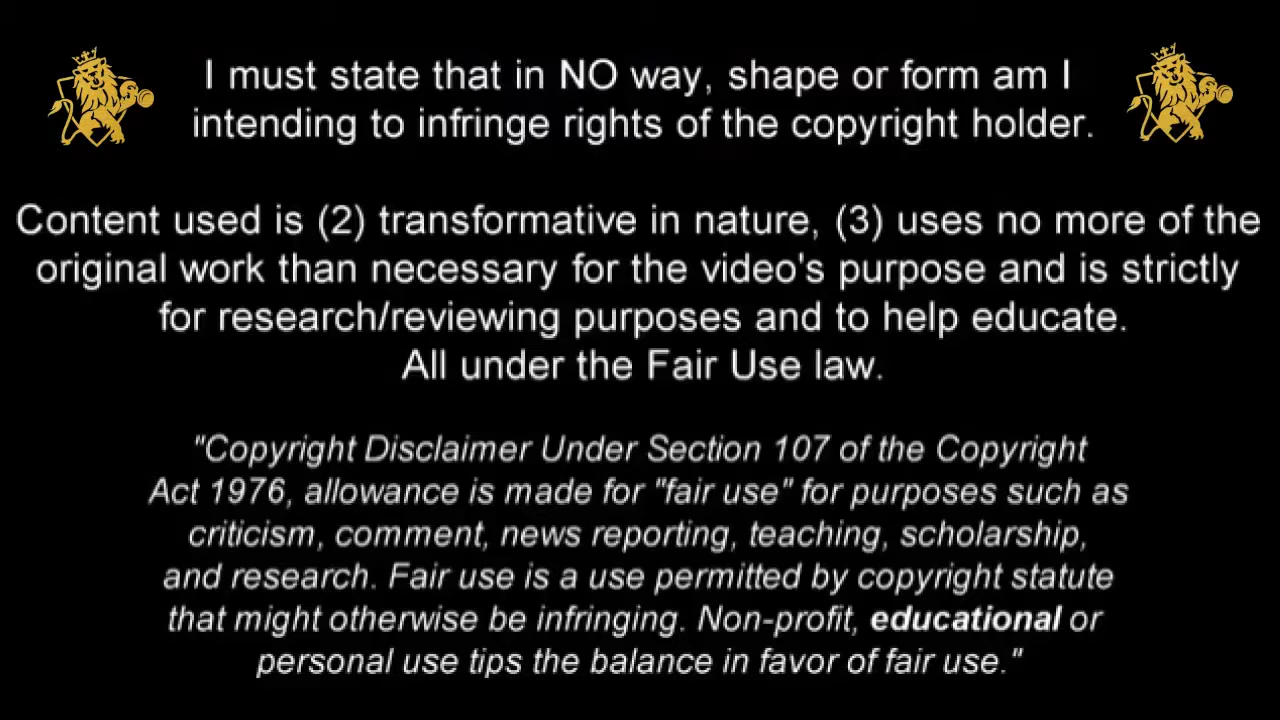 I must state that in NO way, shape or form am I
intending to infringe rights of the copyright holder.
Content used is (2) transformative in nature, (3) uses no more of the
original work than necessary for the video's purpose and is strictly
for research/reviewing purposes and to help educate.
All under the Fair Use law.
"Copyright Disclaimer Under Section 107 of the Copyright
Act 1976, allowance is made for "fair use" for purposes such as
criticism, comment, news reporting, teaching, scholarship,
and research. Fair use is a use permitted by copyright statute
that might otherwise be infringing. Non-profit, educational or
personal use tips the balance in favor of fair use."